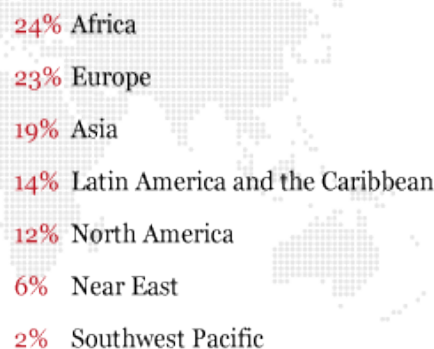 24% Africa
23% Europe
19% Asia
14% Latin America and the Caribbean
12% North America
6% Near East
2% Southwest Pacific